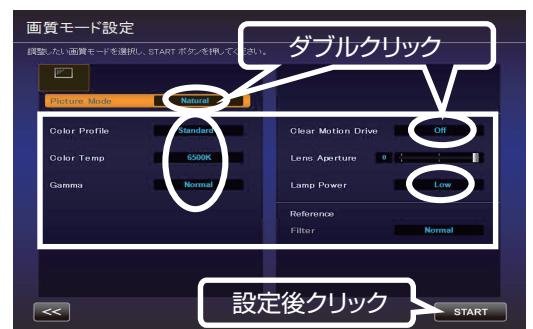 画質モード設定
調整したい画質モードを選択し、START ボタンを押してください。
ダブルクリック
Picture Mode Natural
Color Profile Standard
Color Temp 6500K
Gamma Normal
Clear Motion Drive Off
Lens Aperture 0
Lamp Power Low
Reference
Filter Normal
<< 設定後クリック START